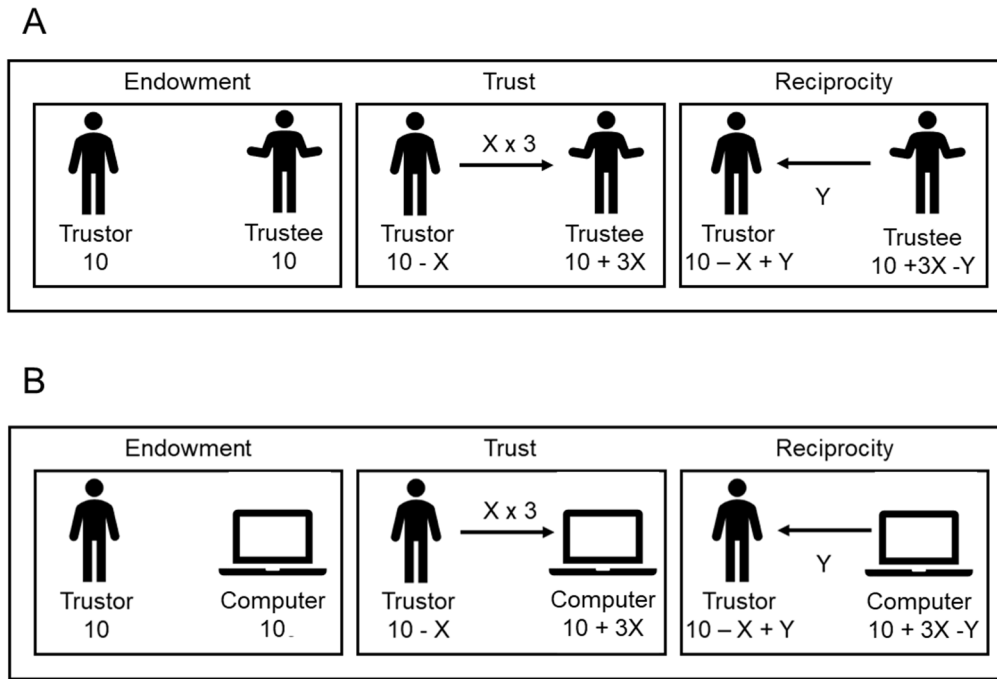 A
Endowment Trust Reciprocity
X x 3
Y
Trustor Trustee Trustor Trustee Trustor Trustee
10 10 10 - X 10 + 3X 10 – X + Y 10 +3X -Y
B
Endowment Trust Reciprocity
X x 3
Y
Trustor Computer Trustor Computer Trustor Computer
10 10 10 - X 10 + 3X 10 – X + Y 10 + 3X -Y